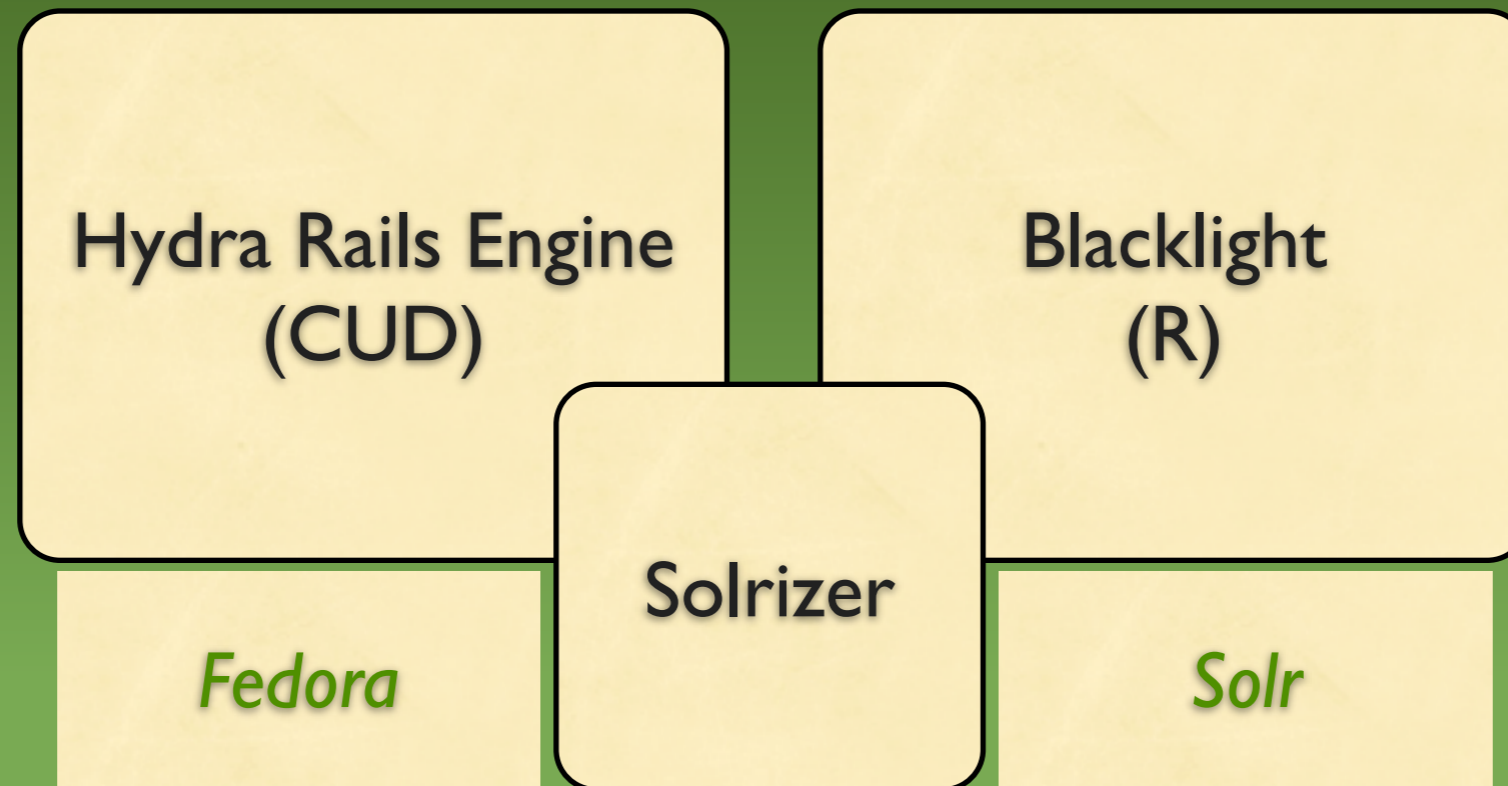 Hydra Rails Engine
(CUD)
Blacklight
(R)
Solrizer
Fedora
Solr